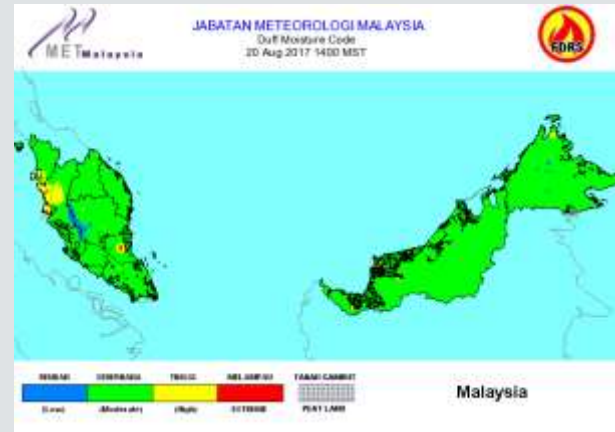 JABATAN METEOROLOGI MALAYSIA
Duff Moisture Code
20 Aug 2017 1400 MST
METMalaysia
FDRS
RENDAH SEDERHANA TINGGI MELAMPAU TANAH GAMBUT
(Low) (Moderate) (High) EXTREME PEAT LAND
Malaysia